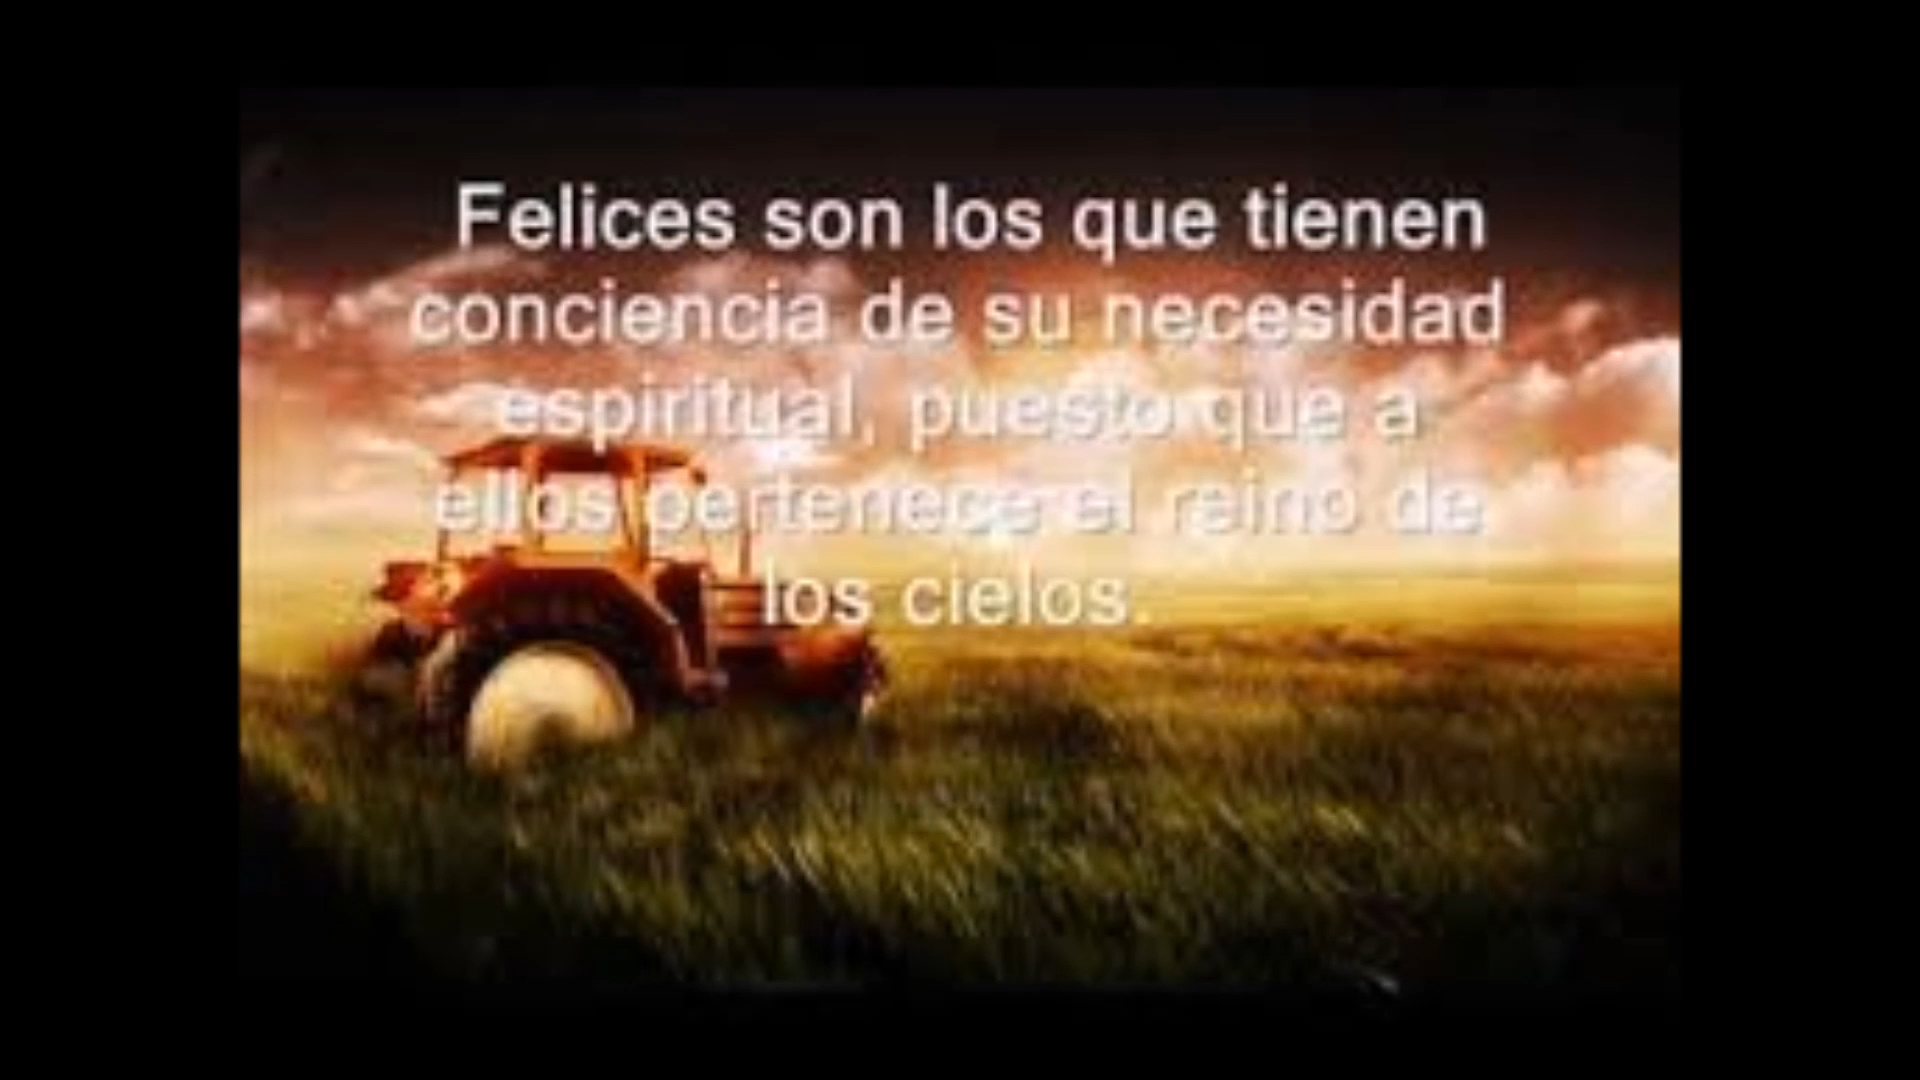 Felices son los que tienen
conciencia de su necesidad
espiritual, puesto que a
ellos pertenece el reino de
los cielos.